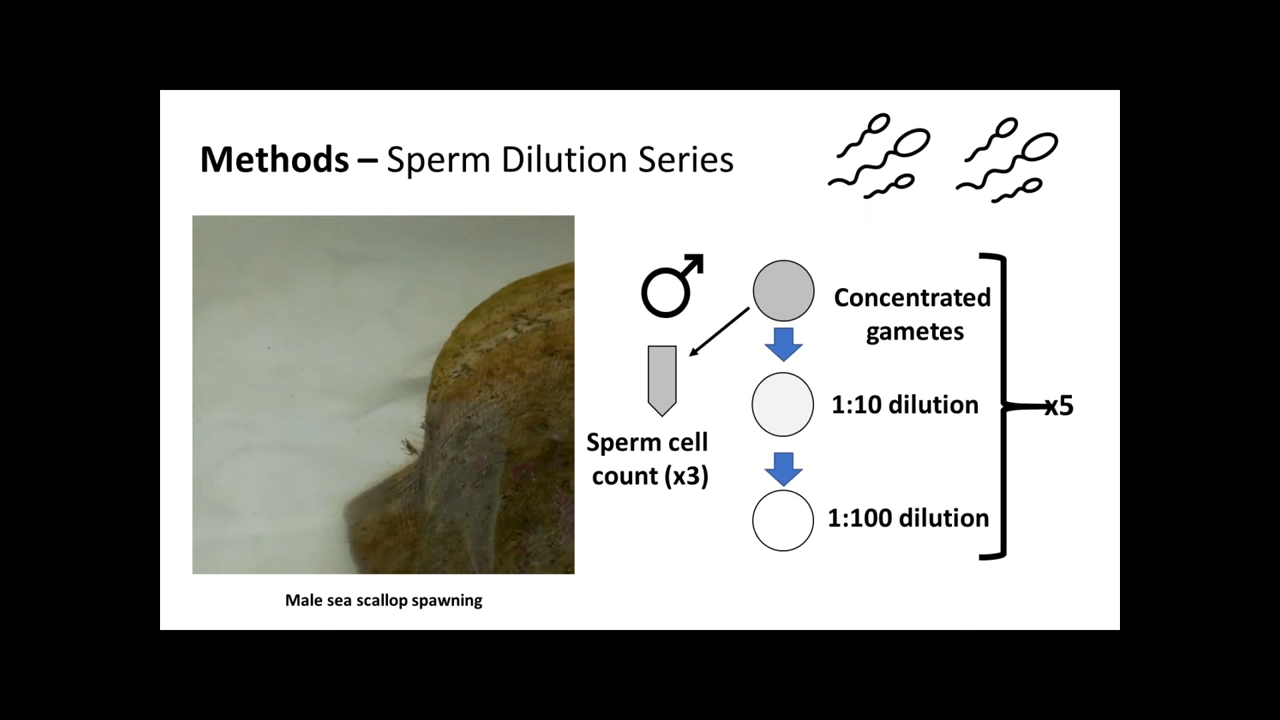 Methods – Sperm Dilution Series
Concentrated
gametes
1:10 dilution
x5
Sperm cell
count (x3)
1:100 dilution
Male sea scallop spawning